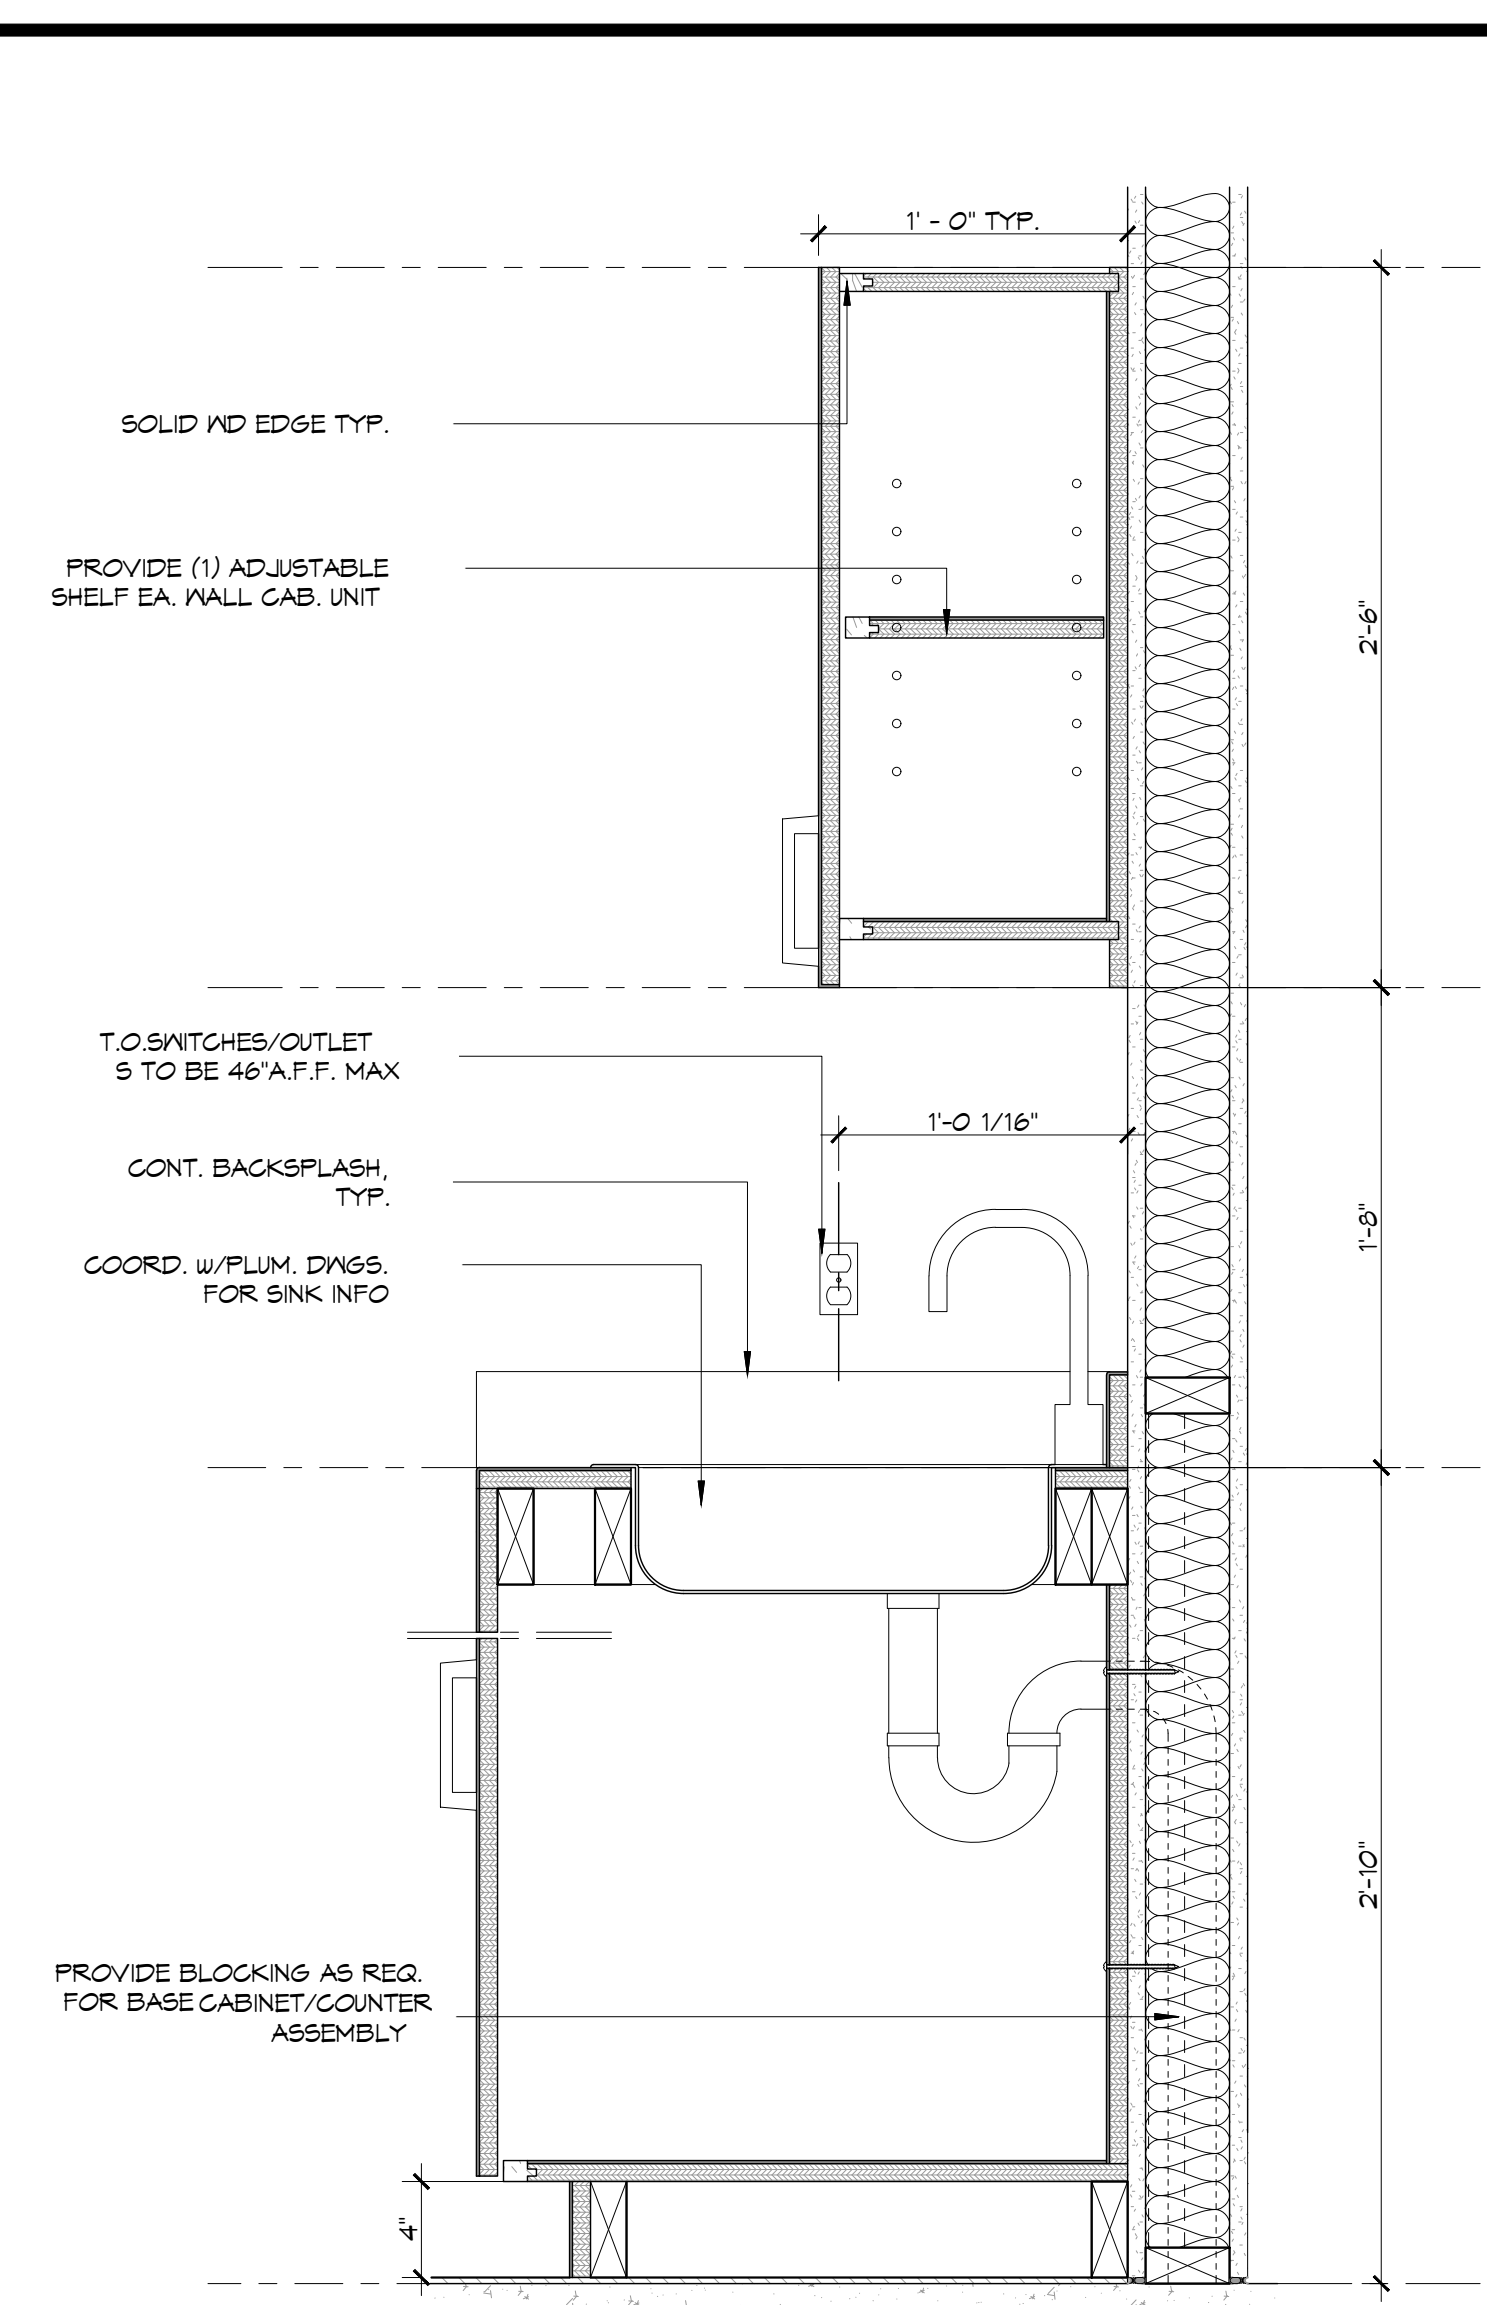 1' - 0" TYP.
SOLID WD EDGE TYP.
PROVIDE (1) ADJUSTABLE
SHELF EA. WALL CAB. UNIT
2'-6"
T.O.SWITCHES/OUTLET
S TO BE 46"A.F.F. MAX
1'-0 1/16"
CONT. BACKSPLASH,
TYP.
1'-8"
COORD. w/PLUM. DWGS.
FOR SINK INFO
2'-10"
PROVIDE BLOCKING AS REQ.
FOR BASE CABINET/COUNTER
ASSEMBLY
4"